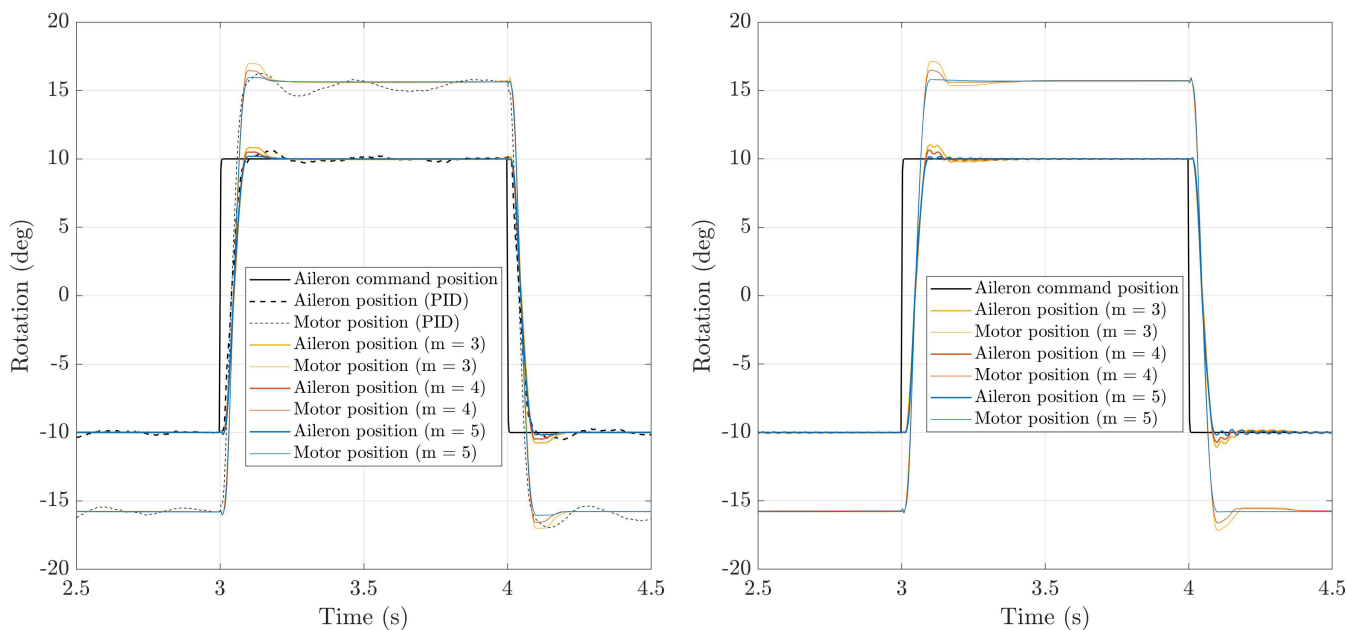 20
15
10
5
0
-5
-10
-15
-20
Rotation (deg)
Aileron command position
Aileron position (PID)
Motor position (PID)
Aileron position (m = 3)
Motor position (m = 3)
Aileron position (m = 4)
Motor position (m = 4)
Aileron position (m = 5)
Motor position (m = 5)
2.5 3 3.5 4 4.5
Time (s)
20
15
10
5
0
-5
-10
-15
-20
Rotation (deg)
Aileron command position
Aileron position (m = 3)
Motor position (m = 3)
Aileron position (m = 4)
Motor position (m = 4)
Aileron position (m = 5)
Motor position (m = 5)
2.5 3 3.5 4 4.5
Time (s)